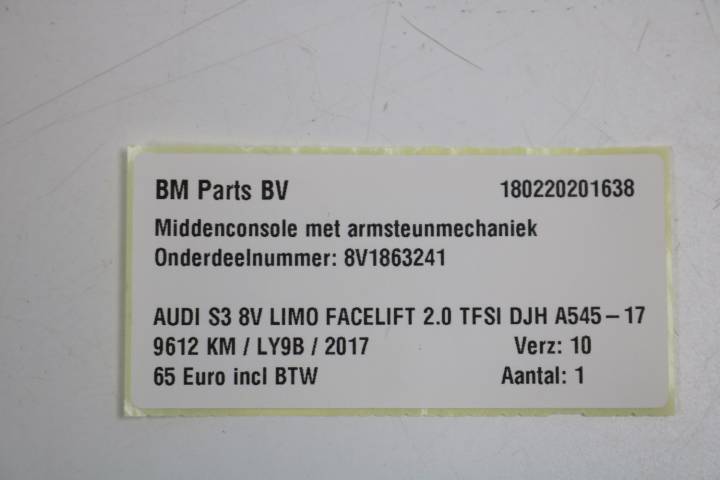 BM Parts BV 180220201638
Middenconsole met armsteunmechaniek
Onderdeelnummer: 8V1863241
AUDI S3 8V LIMO FACELIFT 2.0 TFSI DJH A545-17
9612 KM / LY9B / 2017 Verz: 10
65 Euro incl BTW Aantal: 1